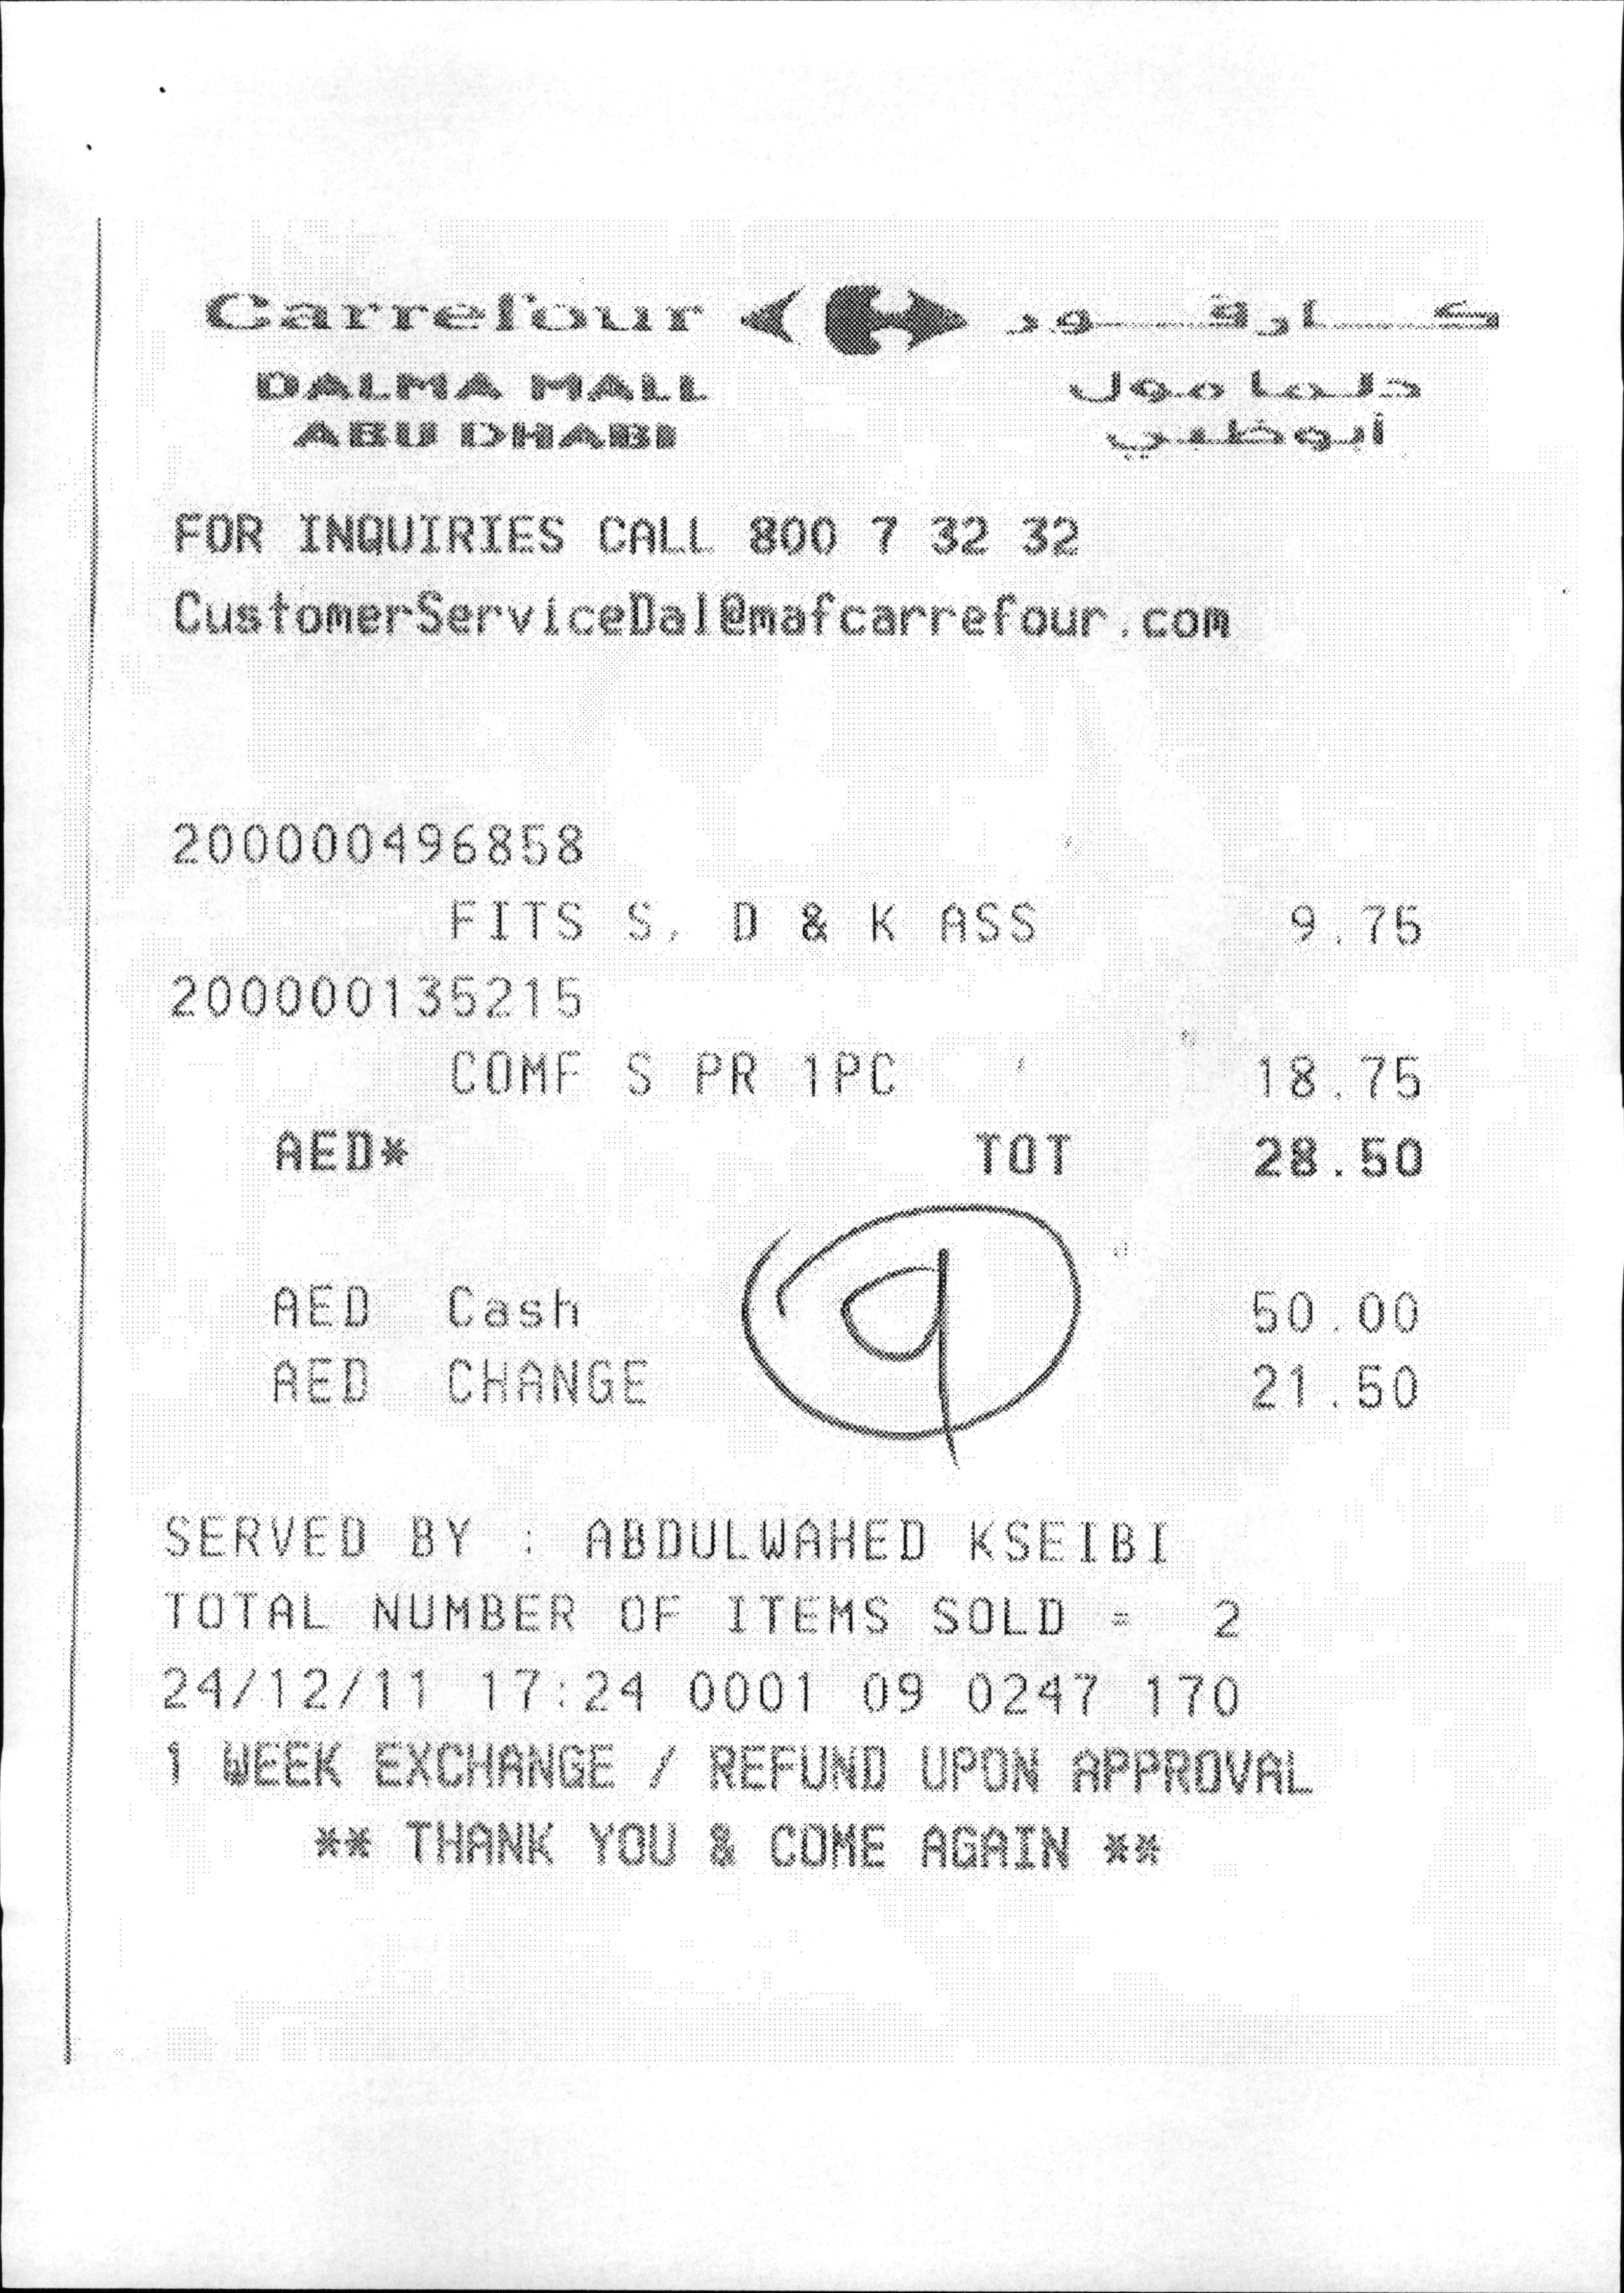 Carrefour كارفور
DALMA MALL دلما مول
ABU DHABI أبوظبي
FOR INQUIRIES CALL 800 7 32 32
CustomerServiceDal@mafcarrefour.com
200000496858
FITS S, D & K ASS 9.75
200000135215
COMF S PR 1PC 18.75
AED* TOT 28.50
9
AED Cash 50.00
AED CHANGE 21.50
SERVED BY : ABDULWAHED KSEIBI
TOTAL NUMBER OF ITEMS SOLD = 2
24/12/11 17:24 0001 09 0247 170
1 WEEK EXCHANGE / REFUND UPON APPROVAL
** THANK YOU & COME AGAIN **